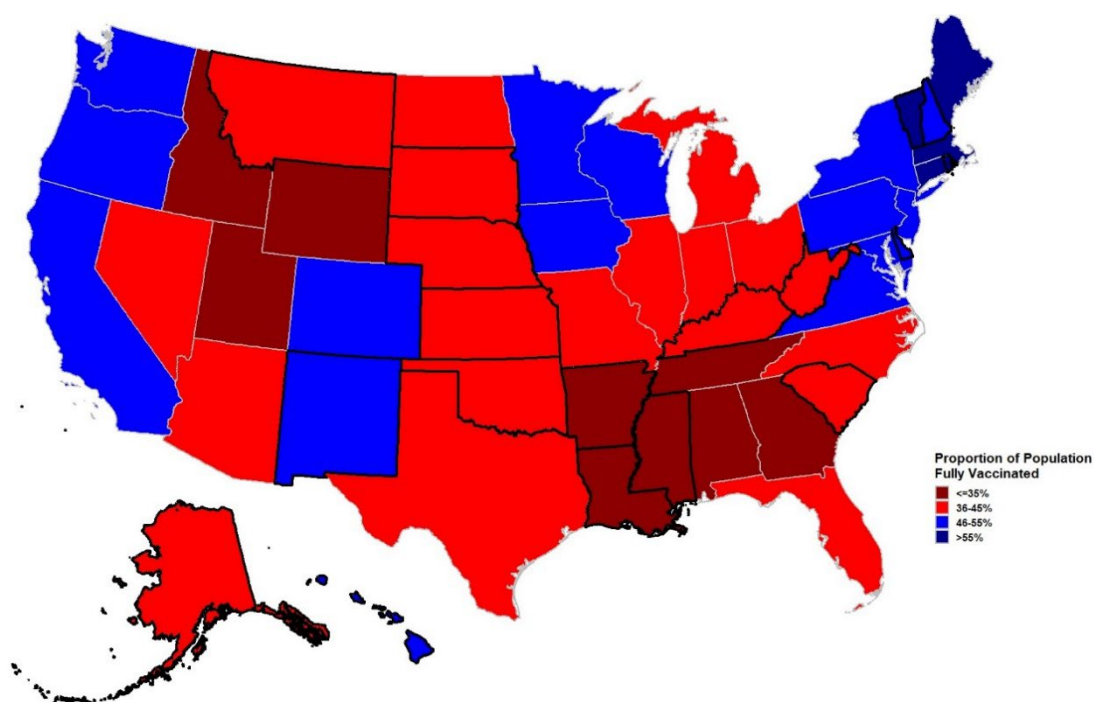 Proportion of Population
Fully Vaccinated
<=35%
36-45%
46-55%
>55%